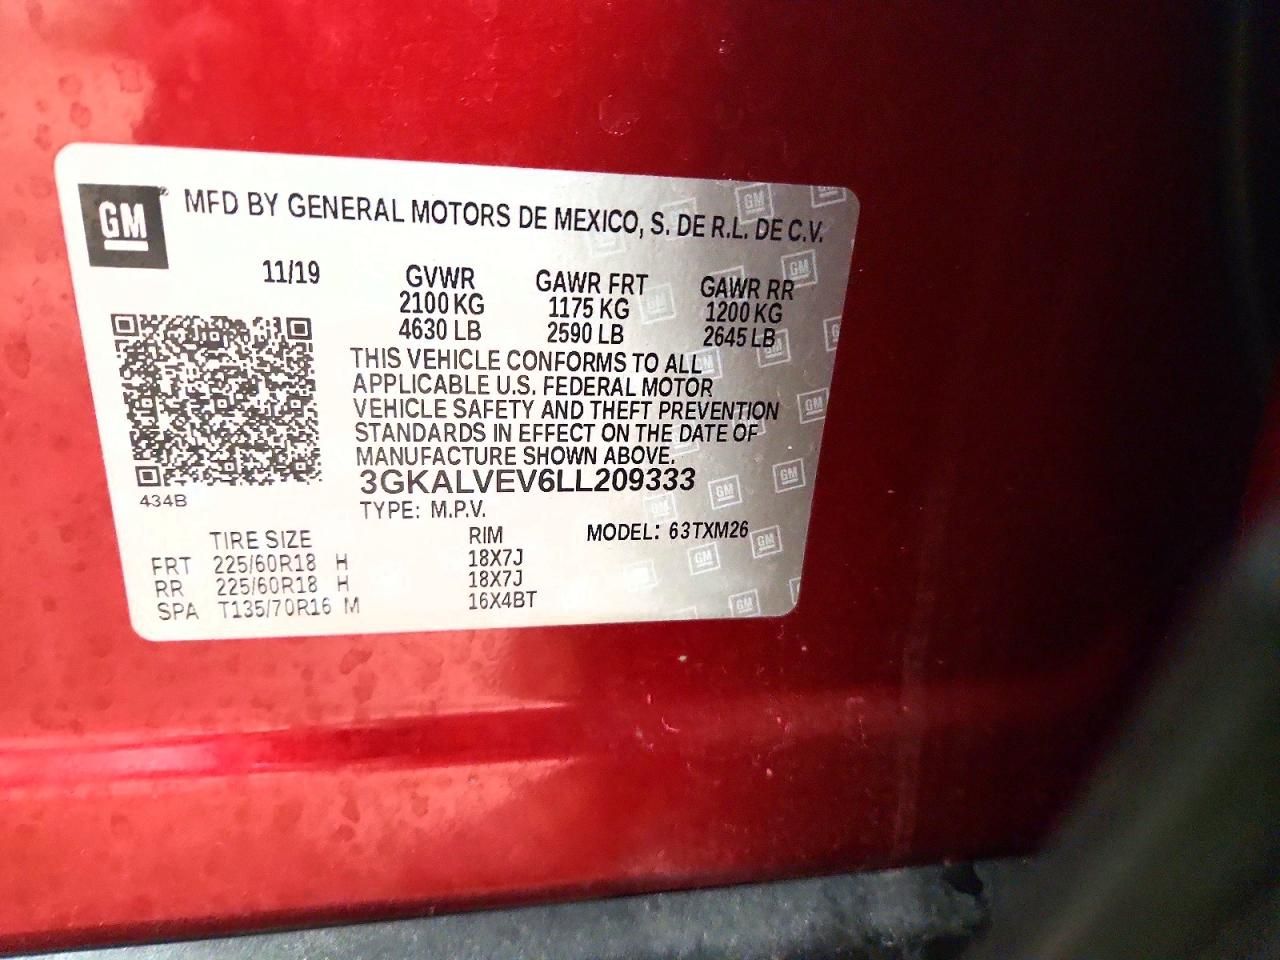 GM® MFD BY GENERAL MOTORS DE MEXICO, S. DE R.L. DE C.V.
11/19 GVWR GAWR FRT GAWR RR
2100 KG 1175 KG 1200 KG
4630 LB 2590 LB 2645 LB
THIS VEHICLE CONFORMS TO ALL
APPLICABLE U.S. FEDERAL MOTOR
VEHICLE SAFETY AND THEFT PREVENTION
STANDARDS IN EFFECT ON THE DATE OF
MANUFACTURE SHOWN ABOVE.
3GKALVEV6LL209333
434B
TYPE: M.P.V.
TIRE SIZE RIM MODEL: 63TXM26
FRT 225/60R18 H 18X7J
RR 225/60R18 H 18X7J
SPA T135/70R16 M 16X4BT